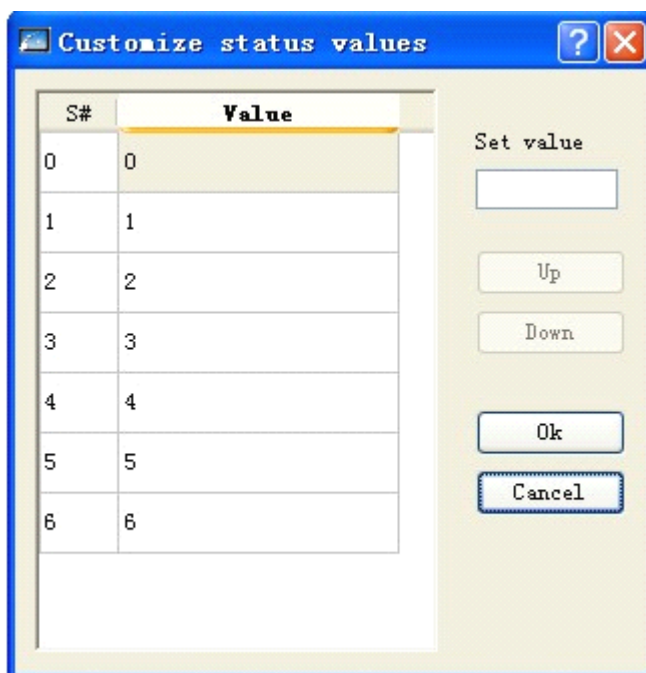 Customize status values
S# Value
0 0
1 1
2 2
3 3
4 4
5 5
6 6
Set value
Up
Down
Ok
Cancel